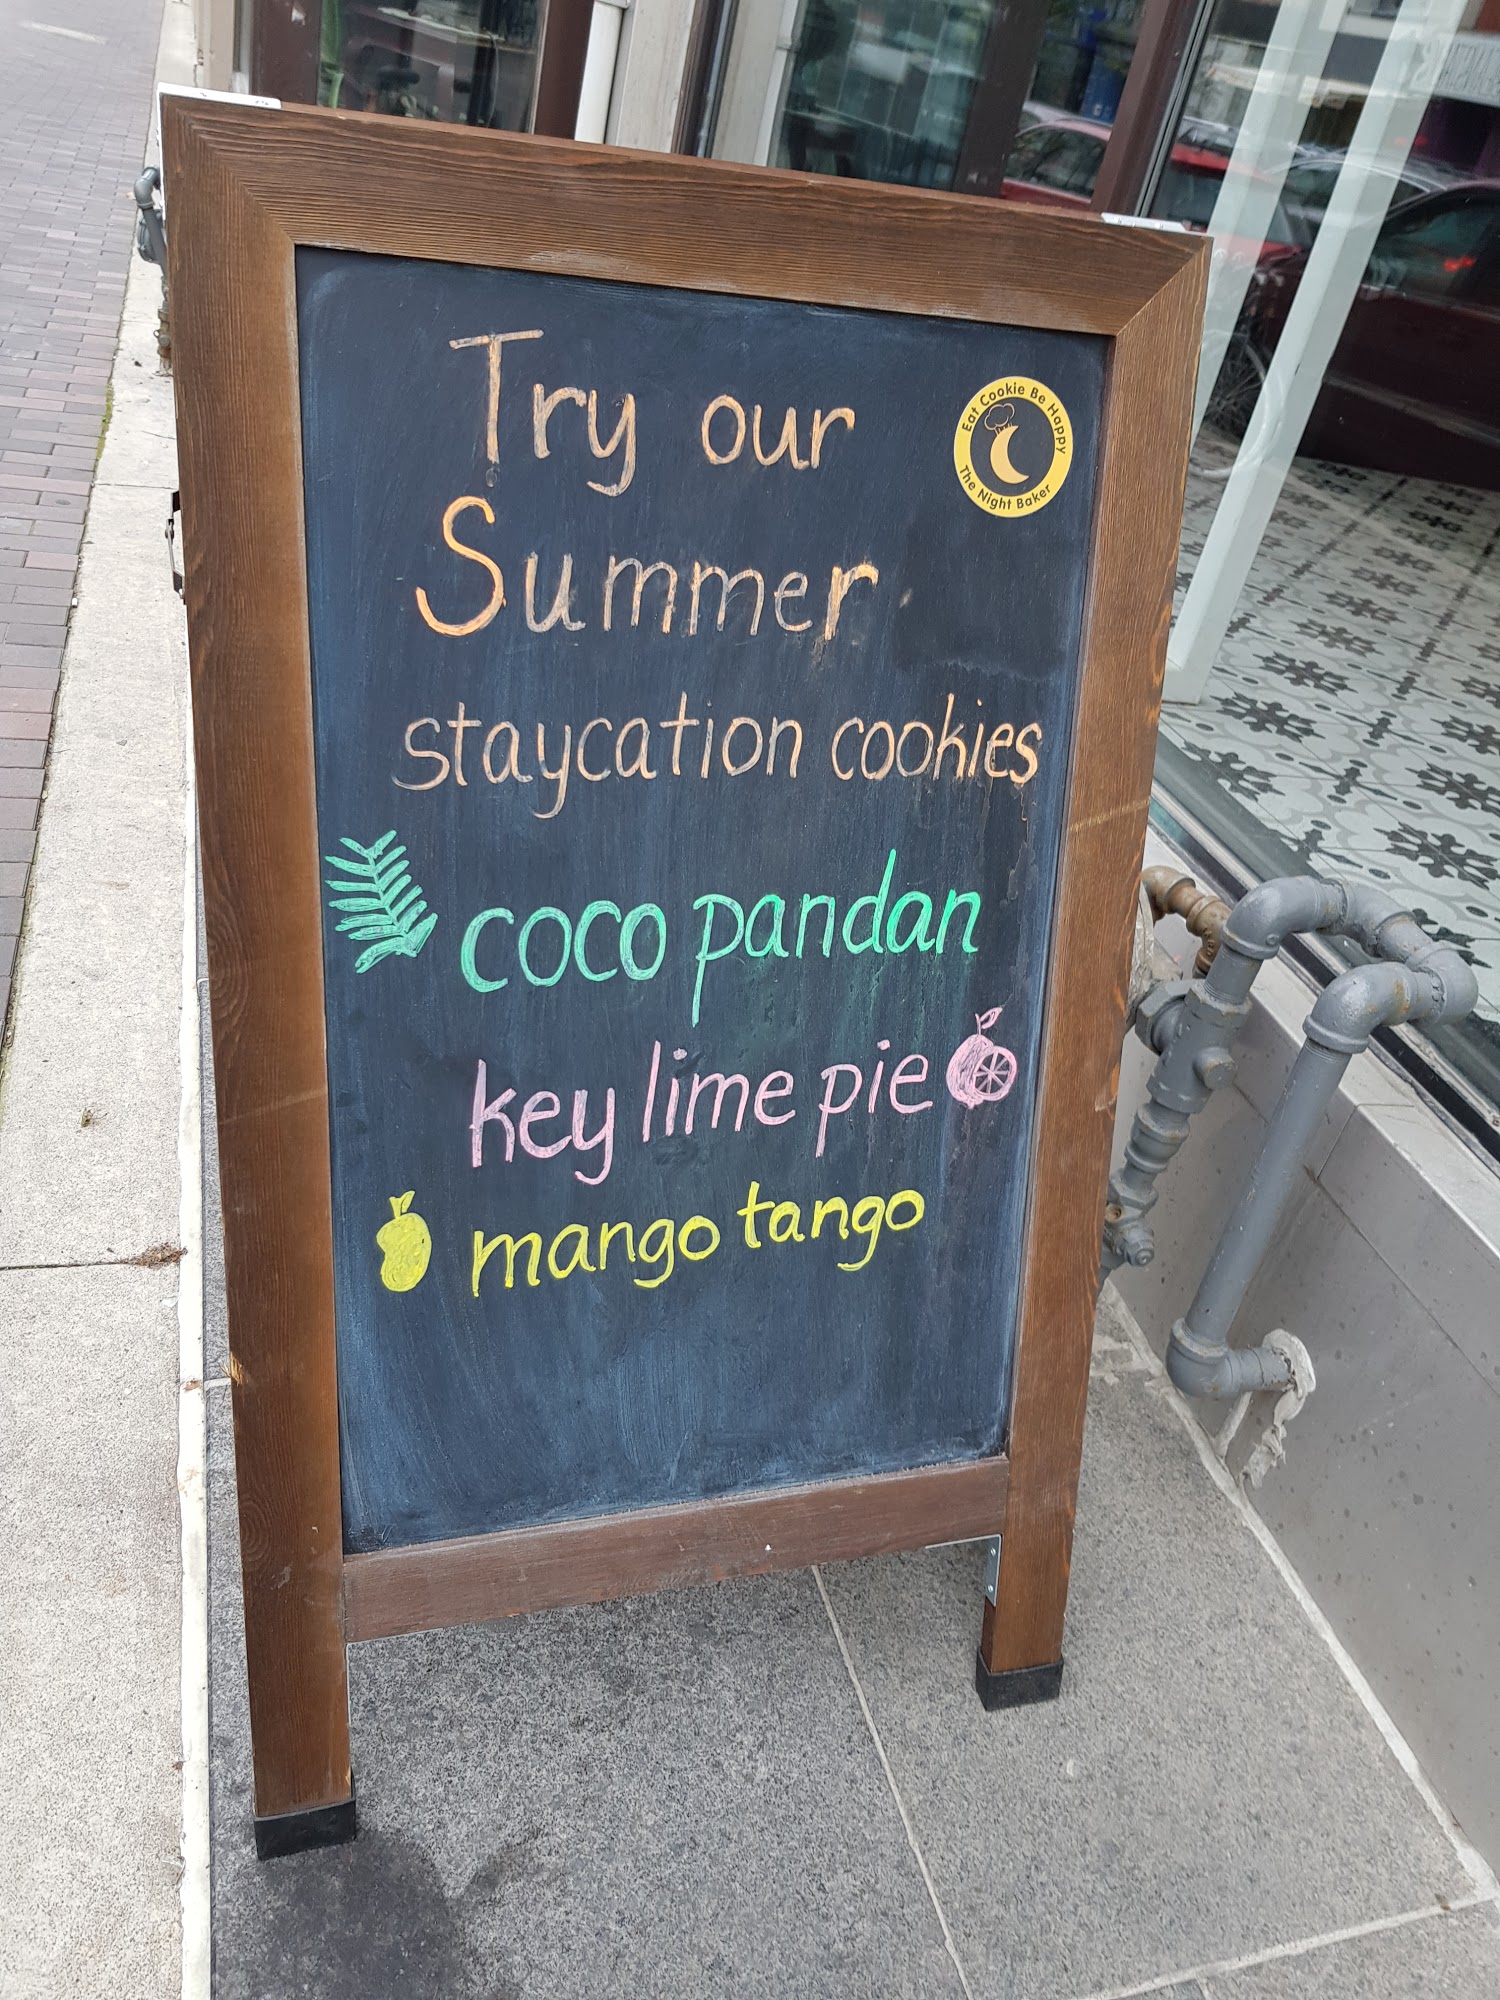 Try our
Eat Cookie Be Happy
The Night Baker
Summer
staycation cookies
coco pandan
key lime pie
mango tango